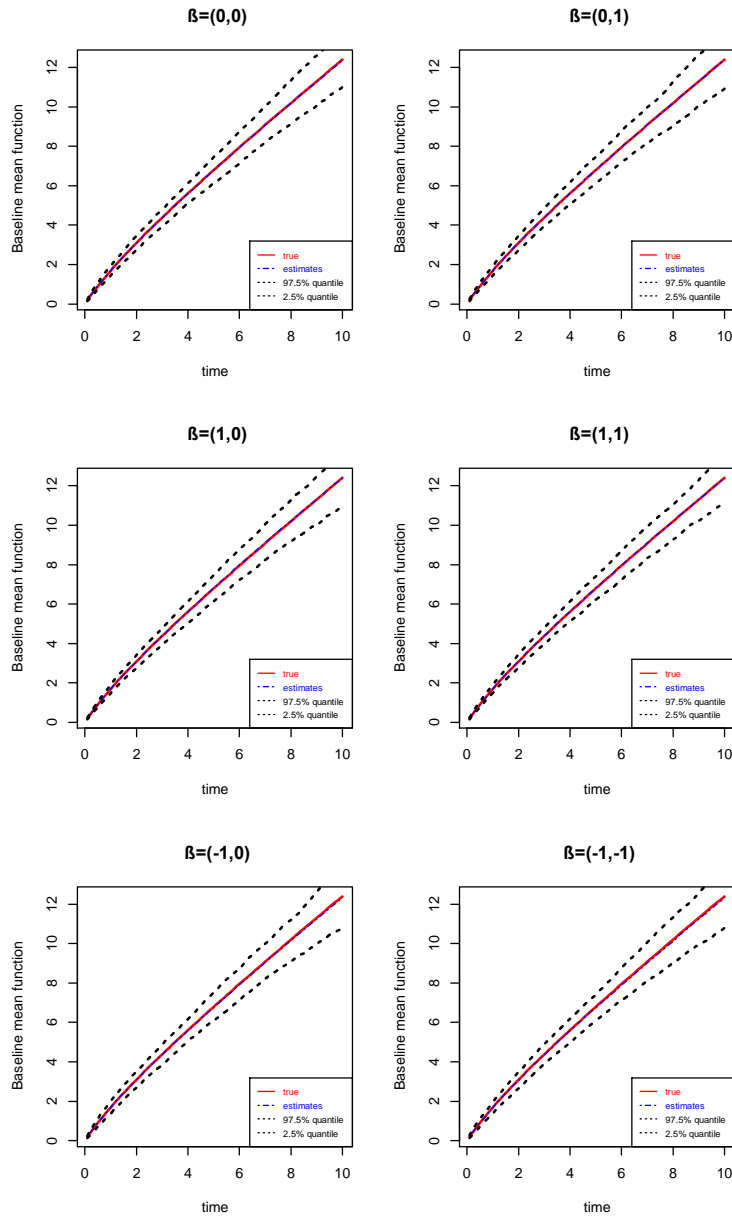 ß=(0,0)
Baseline mean function
12
10
8
6
4
2
0
true
estimates
97.5% quantile
2.5% quantile
0 2 4 6 8 10
time
ß=(0,1)
Baseline mean function
12
10
8
6
4
2
0
true
estimates
97.5% quantile
2.5% quantile
0 2 4 6 8 10
time
ß=(1,0)
Baseline mean function
12
10
8
6
4
2
0
true
estimates
97.5% quantile
2.5% quantile
0 2 4 6 8 10
time
ß=(1,1)
Baseline mean function
12
10
8
6
4
2
0
true
estimates
97.5% quantile
2.5% quantile
0 2 4 6 8 10
time
ß=(-1,0)
Baseline mean function
12
10
8
6
4
2
0
true
estimates
97.5% quantile
2.5% quantile
0 2 4 6 8 10
time
ß=(-1,-1)
Baseline mean function
12
10
8
6
4
2
0
true
estimates
97.5% quantile
2.5% quantile
0 2 4 6 8 10
time